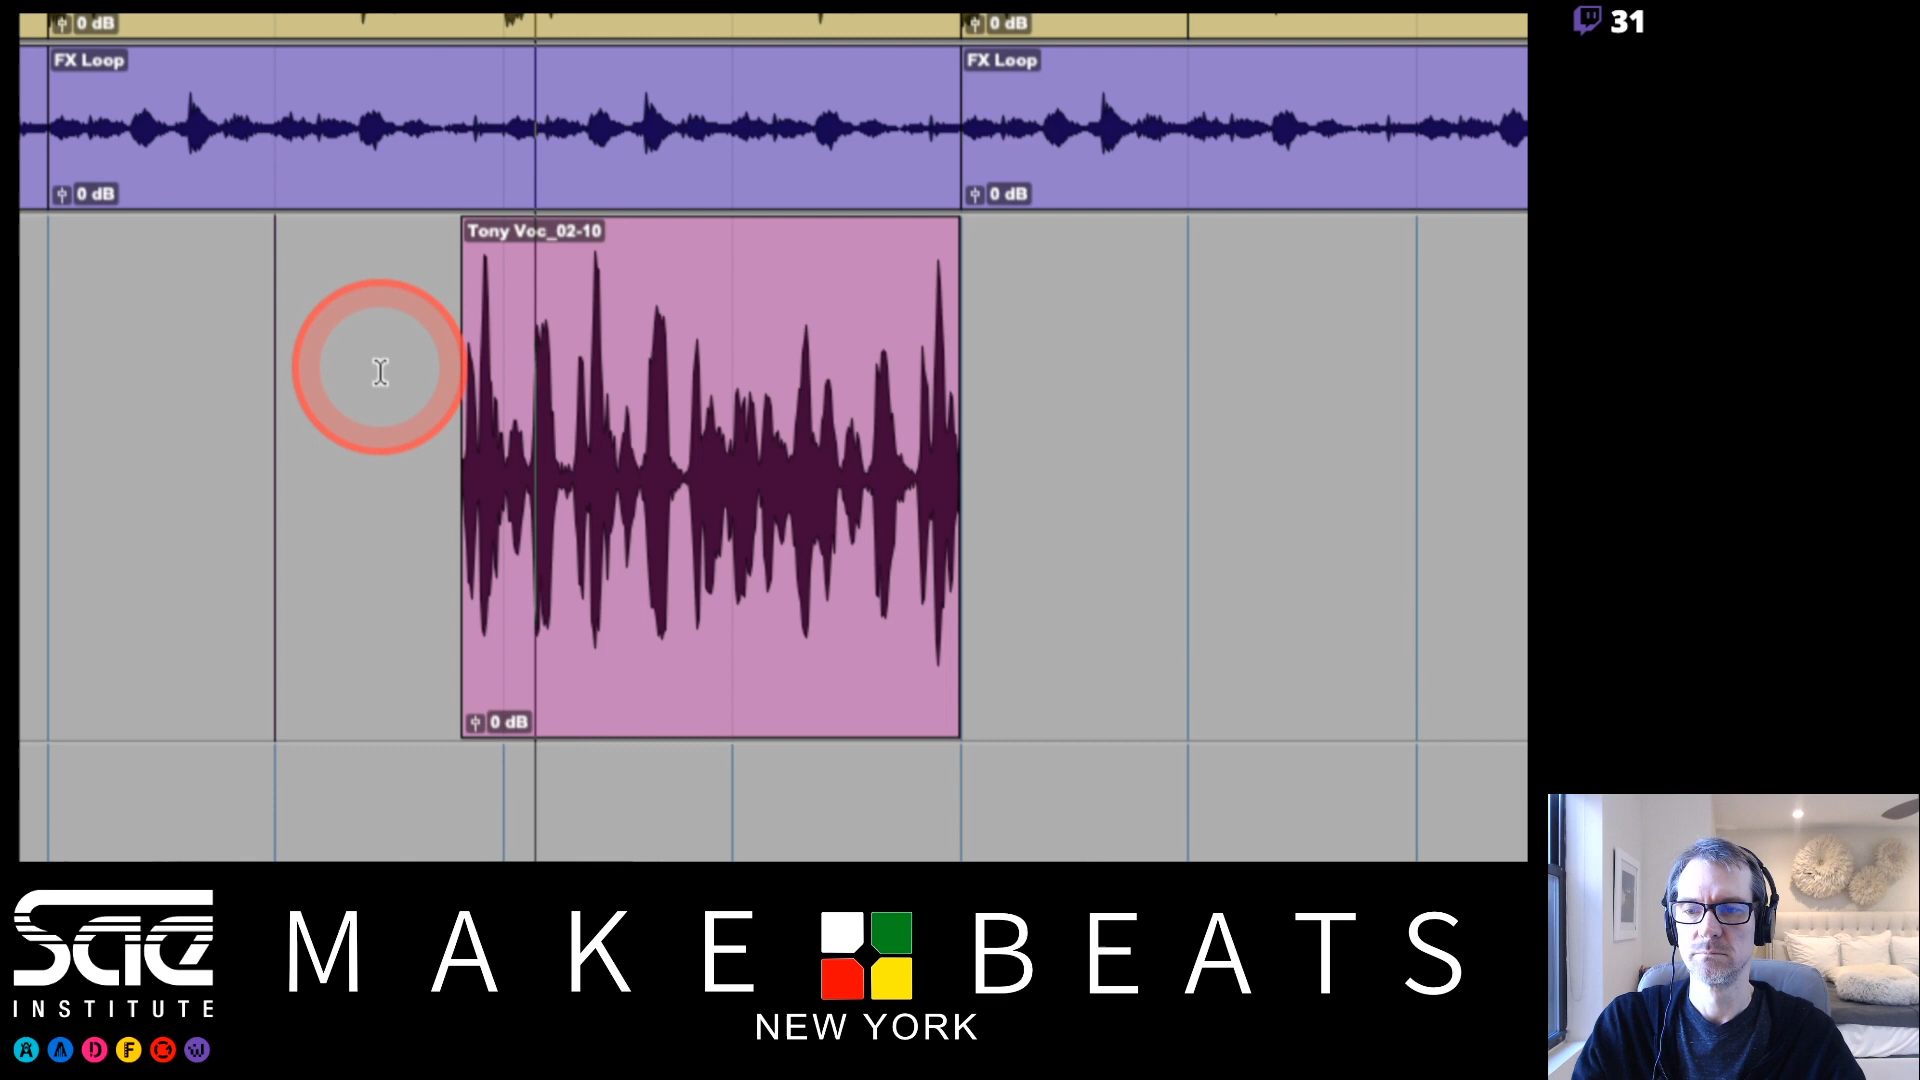 0 dB
0 dB
31
FX Loop
FX Loop
0 dB
0 dB
Tony Voc_02-10
0 dB
sae
INSTITUTE
MAKE BEATS
NEW YORK